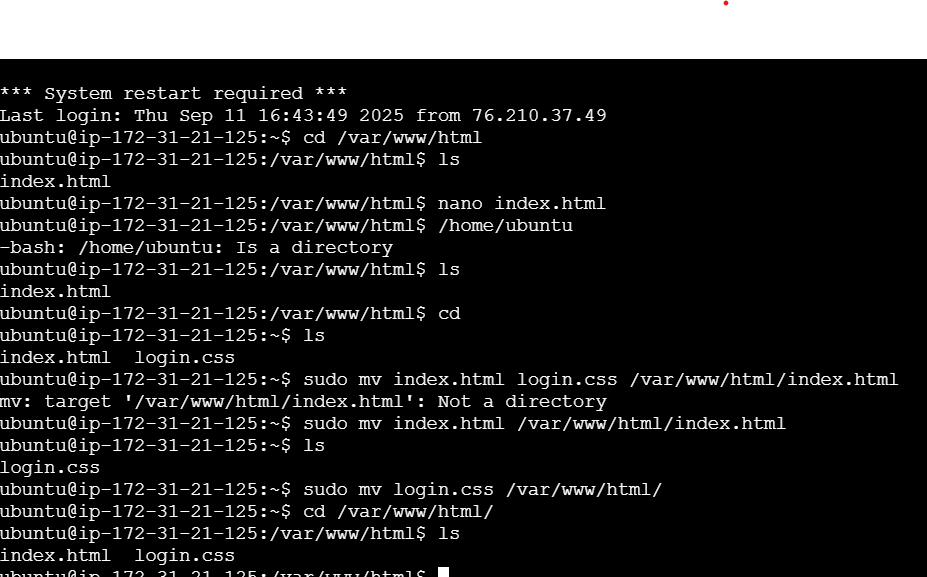 *** System restart required ***
Last login: Thu Sep 11 16:43:49 2025 from 76.210.37.49
ubuntu@ip-172-31-21-125:~$ cd /var/www/html
ubuntu@ip-172-31-21-125:/var/www/html$ ls
index.html
ubuntu@ip-172-31-21-125:/var/www/html$ nano index.html
ubuntu@ip-172-31-21-125:/var/www/html$ /home/ubuntu
-bash: /home/ubuntu: Is a directory
ubuntu@ip-172-31-21-125:/var/www/html$ ls
index.html
ubuntu@ip-172-31-21-125:/var/www/html$ cd
ubuntu@ip-172-31-21-125:~$ ls
index.html  login.css
ubuntu@ip-172-31-21-125:~$ sudo mv index.html login.css /var/www/html/index.html
mv: target '/var/www/html/index.html': Not a directory
ubuntu@ip-172-31-21-125:~$ sudo mv index.html /var/www/html/index.html
ubuntu@ip-172-31-21-125:~$ ls
login.css
ubuntu@ip-172-31-21-125:~$ sudo mv login.css /var/www/html/
ubuntu@ip-172-31-21-125:~$ cd /var/www/html/
ubuntu@ip-172-31-21-125:/var/www/html$ ls
index.html  login.css
ubuntu@ip-172-31-21-125:/var/www/html$